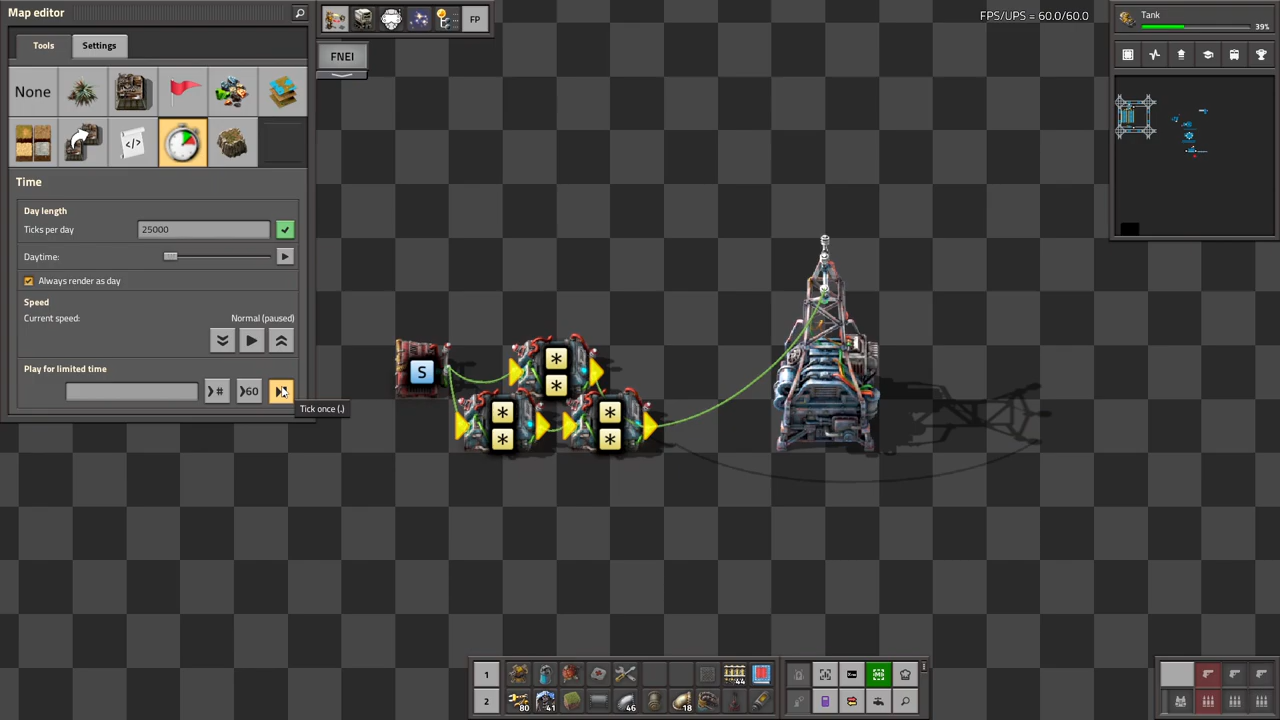 Map editor
Tools
Settings
None
</>
Time
Day length
Ticks per day
25000
Daytime:
Always render as day
Speed
Current speed:
Normal (paused)
Play for limited time
#
60
Tick once (.)
FP
FNEI
FPS/UPS = 60.0/60.0
Tank
39%
S
*
*
*
*
*
*
1
44
2
80
41
46
18